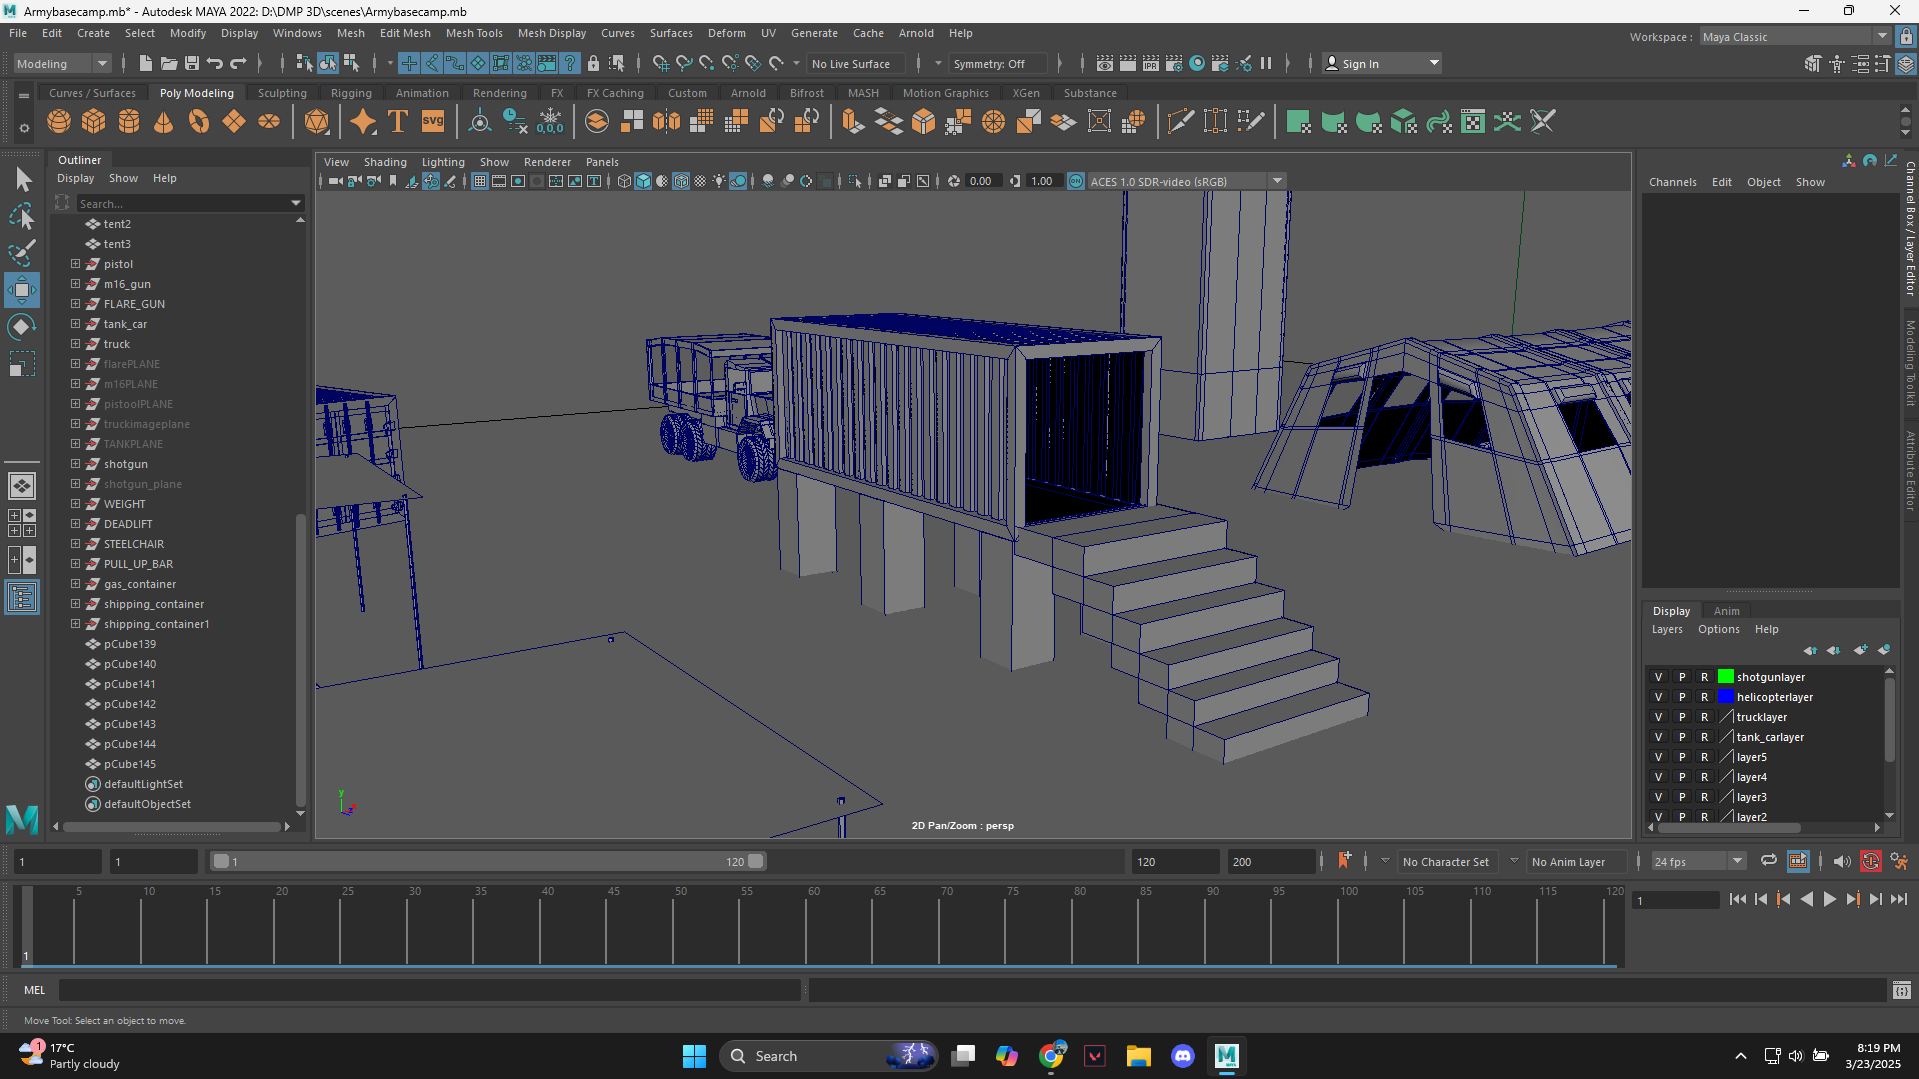 Armybasecamp.mb* - Autodesk MAYA 2022: D:\DMP 3D\scenes\Armybasecamp.mb
File Edit Create Select Modify Display Windows Mesh Edit Mesh Mesh Tools Mesh Display Curves Surfaces Deform UV Generate Cache Arnold Help
Workspace : Maya Classic
Modeling No Live Surface Symmetry: Off Sign In
Curves / Surfaces Poly Modeling Sculpting Rigging Animation Rendering FX FX Caching Custom Arnold Bifrost MASH Motion Graphics XGen Substance
Outliner
Display Show Help
Search...
tent2
tent3
pistol
m16_gun
FLARE_GUN
tank_car
truck
flarePLANE
m16PLANE
pistoolPLANE
truckimageplane
TANKPLANE
shotgun
shotgun_plane
WEIGHT
DEADLIFT
STEELCHAIR
PULL_UP_BAR
gas_container
shipping_container
shipping_container1
pCube139
pCube140
pCube141
pCube142
pCube143
pCube144
pCube145
defaultLightSet
defaultObjectSet
View Shading Lighting Show Renderer Panels
0.00 1.00 ACES 1.0 SDR-video (sRGB)
2D Pan/Zoom : persp
Channels Edit Object Show
Channel Box / Layer Editor
Modeling Toolkit
Attribute Editor
Display Anim
Layers Options Help
V P R shotgunlayer
V P R helicopterlayer
V P R trucklayer
V P R tank_carlayer
V P R layer5
V P R layer4
V P R layer3
V P R layer2
1 1 1 120 120 200 No Character Set No Anim Layer 24 fps
5 10 15 20 25 30 35 40 45 50 55 60 65 70 75 80 85 90 95 100 105 110 115 120
1
1
MEL
Move Tool: Select an object to move.
1
17°C
Partly cloudy
Search
8:19 PM
3/23/2025